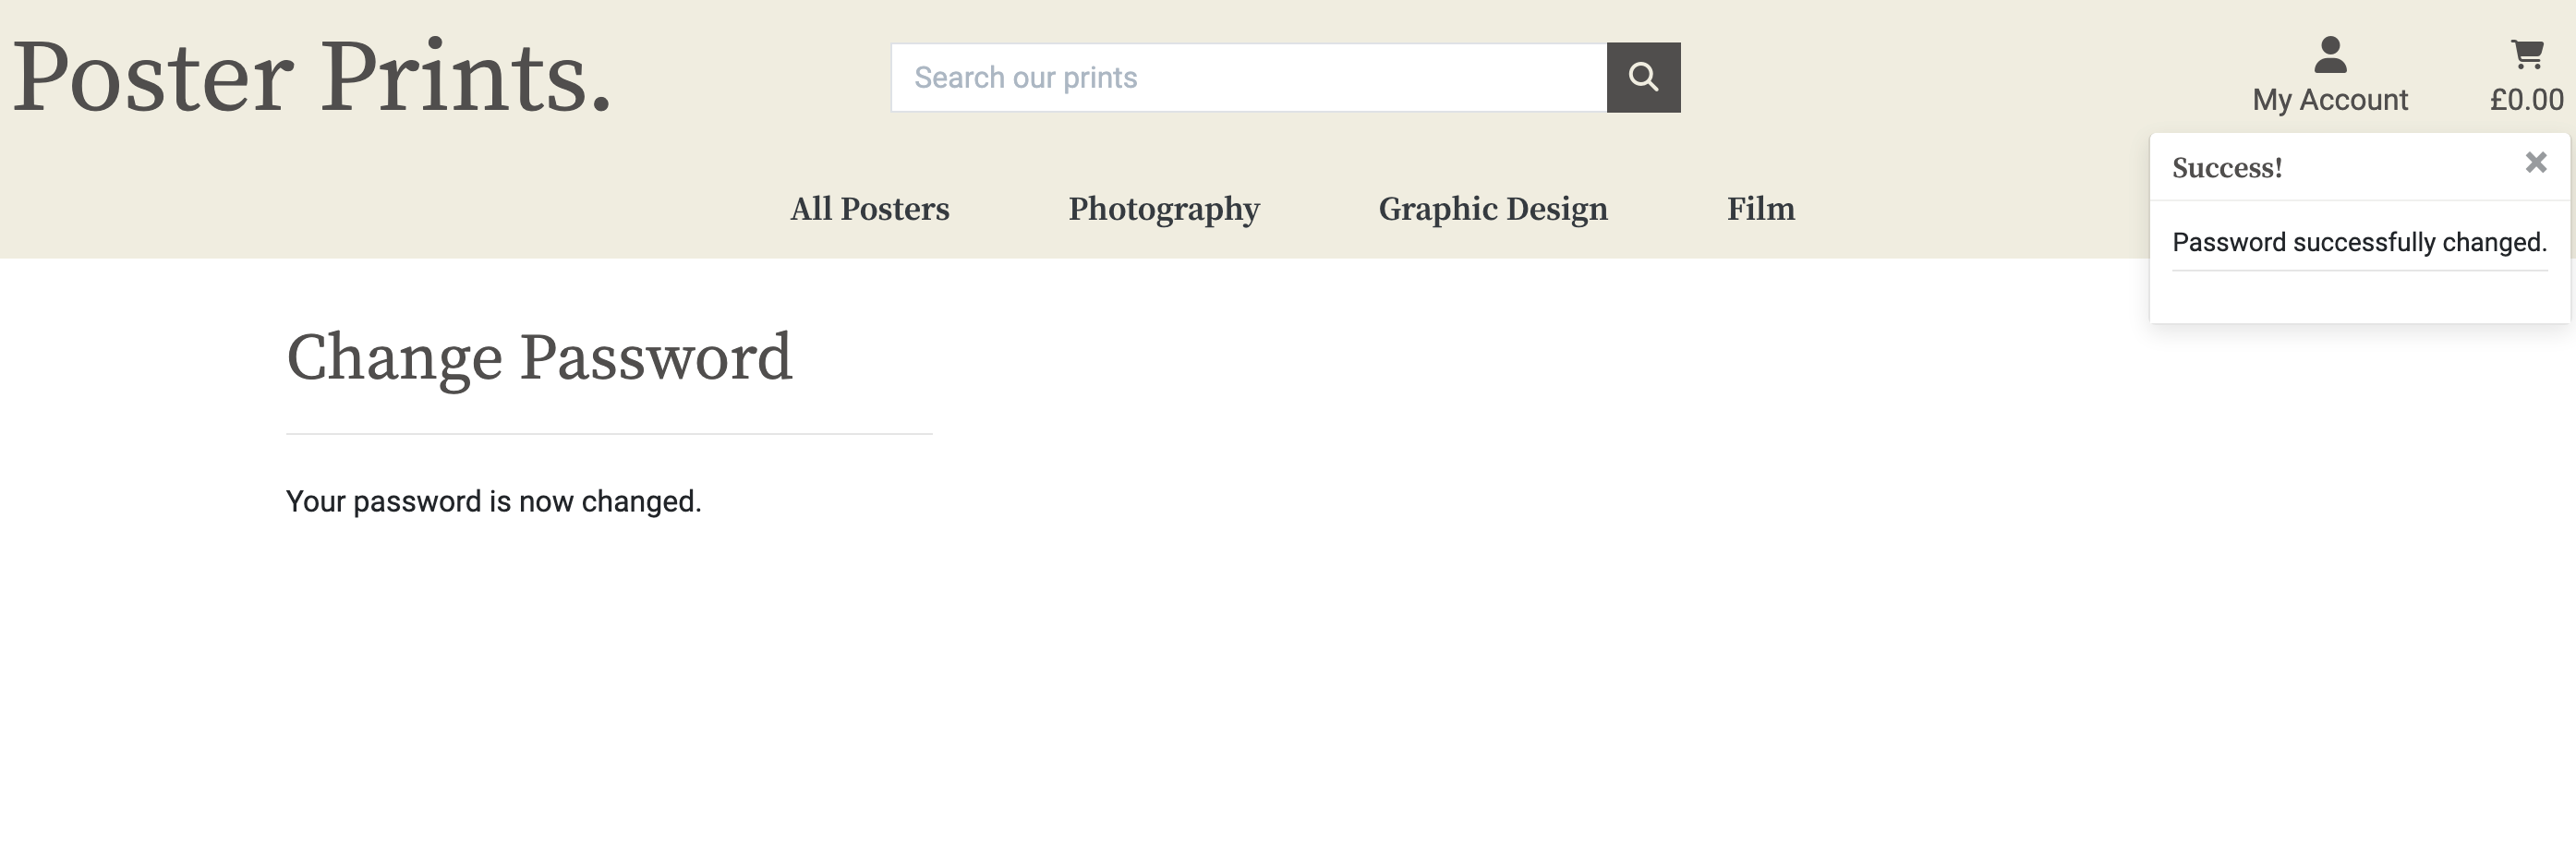 Poster Prints.
Search our prints
My Account
£0.00
All Posters
Photography
Graphic Design
Film
Success!
Password successfully changed.
Change Password
Your password is now changed.